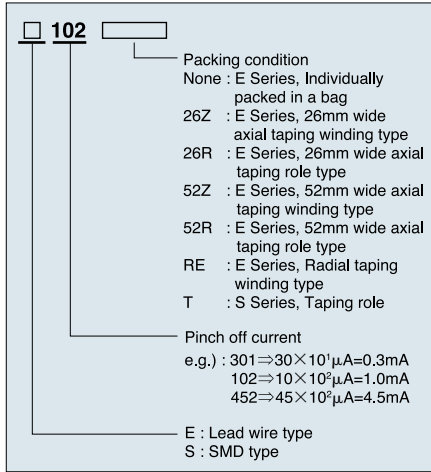 □ 102 □
Packing condition
None : E Series, Individually
packed in a bag
26Z : E Series, 26mm wide
axial taping winding type
26R : E Series, 26mm wide axial
taping role type
52Z : E Series, 52mm wide axial
taping winding type
52R : E Series, 52mm wide axial
taping role type
RE : E Series, Radial taping
winding type
T : S Series, Taping role
Pinch off current
e.g.) : 301⇒30×10¹μA=0.3mA
102⇒10×10²μA=1.0mA
452⇒45×10²μA=4.5mA
E : Lead wire type
S : SMD type